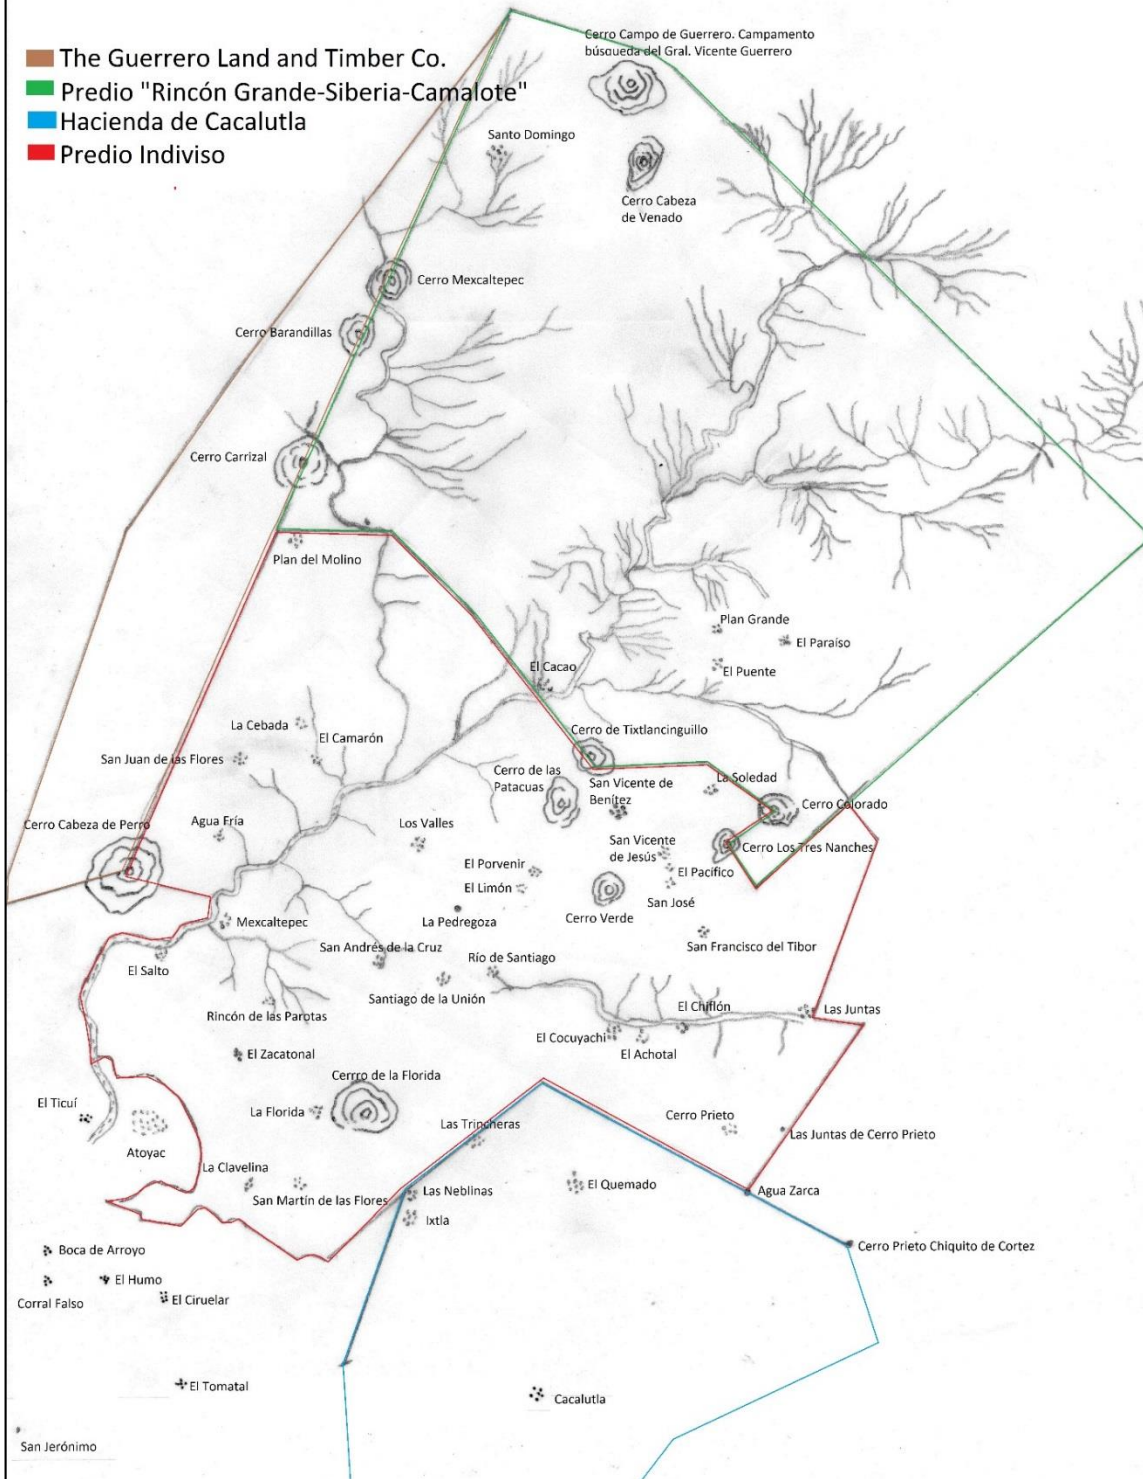 The Guerrero Land and Timber Co.
Predio "Rincón Grande-Siberia-Camalote"
Hacienda de Cacalutla
Predio Indiviso
Cerro Campo de Guerrero. Campamento
búsqueda del Gral. Vicente Guerrero
Santo Domingo
Cerro Cabeza
de Venado
Cerro Mexcaltepec
Cerro Barandillas
Cerro Carrizal
Plan del Molino
Plan Grande
El Paraíso
El Puente
El Cacao
La Cebada
El Camarón
San Juan de las Flores
Cerro de Tixtlancinguillo
Cerro de las
Patacuas
San Vicente de
Benítez
La Soledad
Cerro Colorado
Cerro Cabeza de Perro
Agua Fría
Los Valles
San Vicente
de Jesús
Cerro Los Tres Nanches
El Porvenir
El Pacífico
El Limón
San José
La Pedregoza
Cerro Verde
Mexcaltepec
San Francisco del Tibor
San Andrés de la Cruz
Río de Santiago
El Salto
Santiago de la Unión
Rincón de las Parotas
El Chiflón
Las Juntas
El Cocuyachi
El Achotal
El Zacatonal
Cerrro de la Florida
El Ticuí
La Florida
Las Trincheras
Cerro Prieto
Las Juntas de Cerro Prieto
Atoyac
La Clavelina
San Martín de las Flores
Las Neblinas
El Quemado
Agua Zarca
Ixtla
Boca de Arroyo
Cerro Prieto Chiquito de Cortez
El Humo
Corral Falso
El Ciruelar
El Tomatal
Cacalutla
San Jerónimo